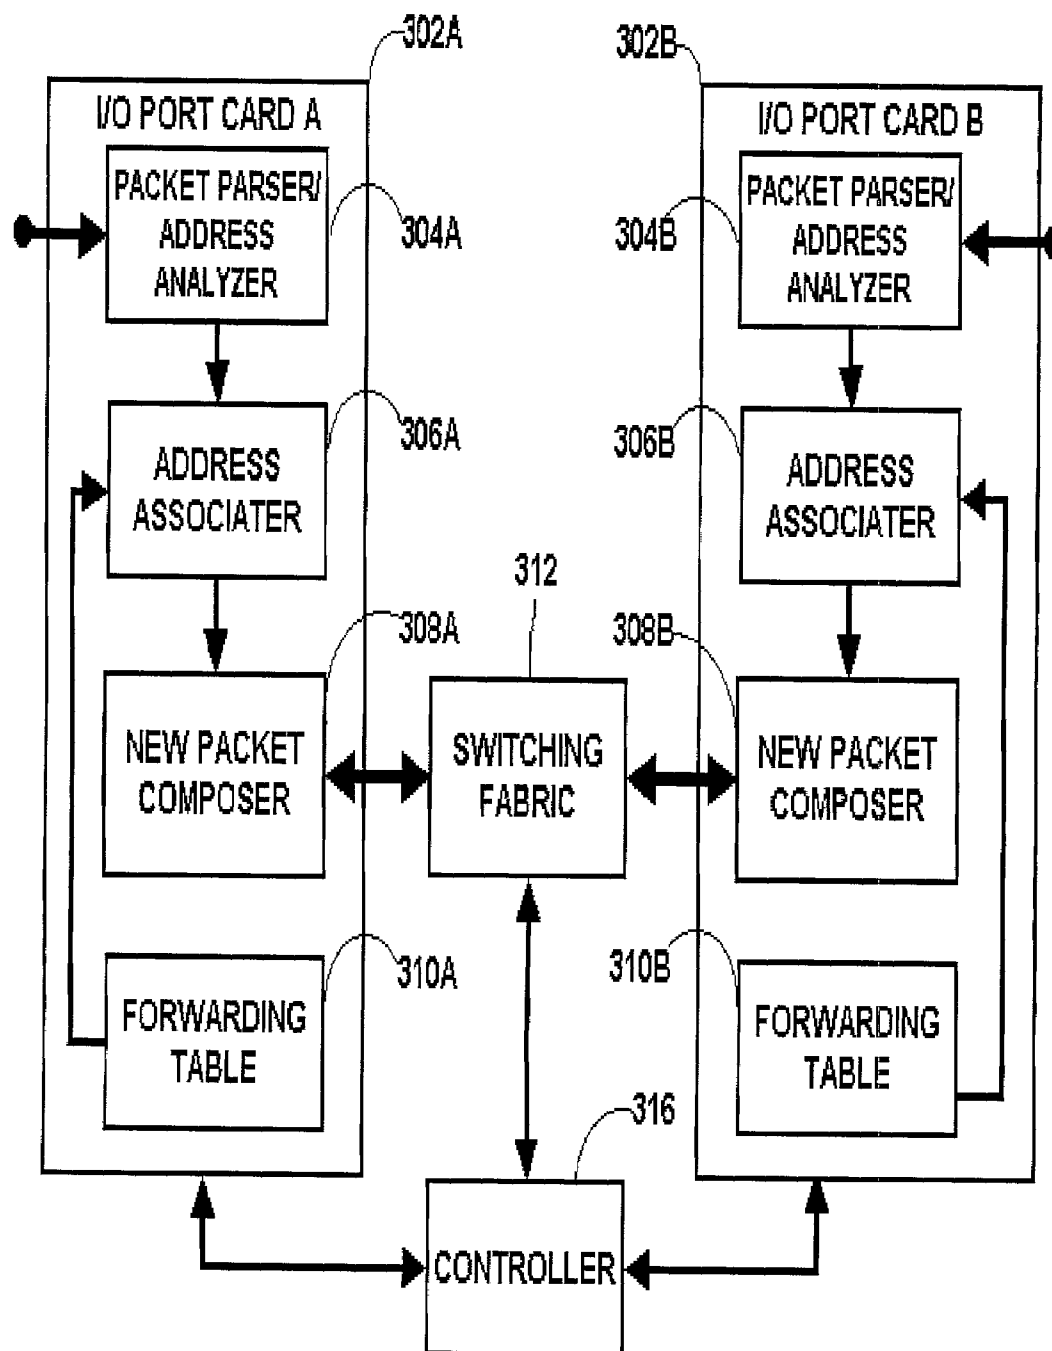 302A
302B
I/O PORT CARD A
I/O PORT CARD B
PACKET PARSER/
ADDRESS
ANALYZER
304A
304B
PACKET PARSER/
ADDRESS
ANALYZER
306A
306B
ADDRESS
ASSOCIATER
ADDRESS
ASSOCIATER
312
308A
308B
NEW PACKET
COMPOSER
SWITCHING
FABRIC
NEW PACKET
COMPOSER
310A
310B
FORWARDING
TABLE
FORWARDING
TABLE
316
CONTROLLER